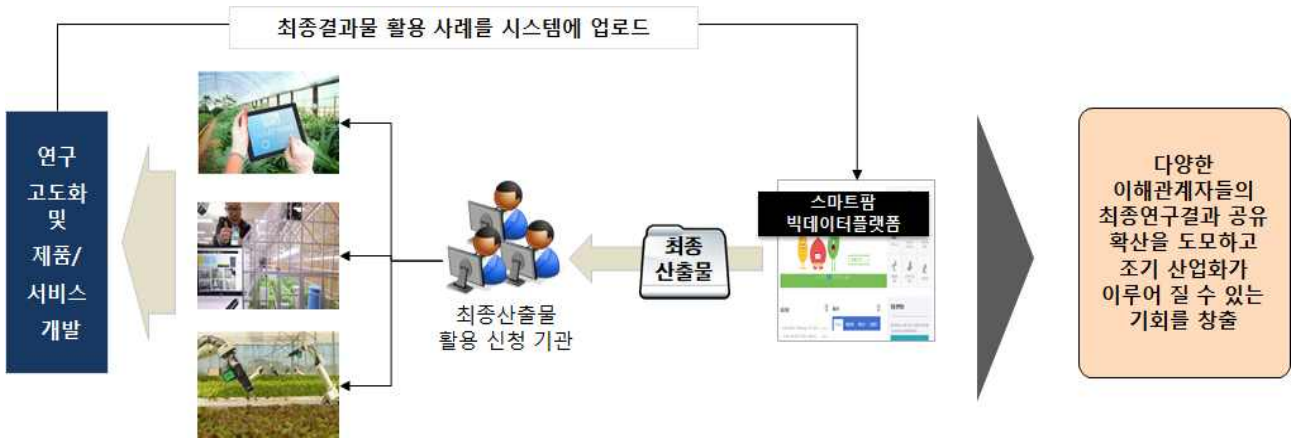 최종결과물 활용 사례를 시스템에 업로드
연구
고도화
및
제품/
서비스
개발
최종산출물
활용 신청 기관
최종
산출물
스마트팜
빅데이터플랫폼
다양한
이해관계자들의
최종연구결과 공유
확산을 도모하고
조기 산업화가
이루어 질 수 있는
기회를 창출